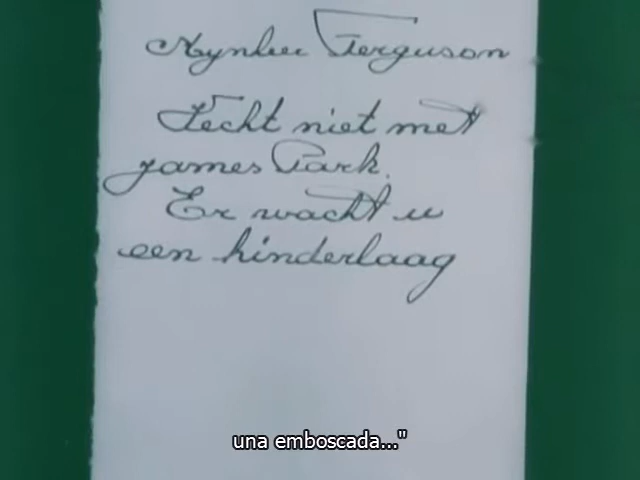 Mynheer Ferguson
Vecht niet met
james Park.
Er wacht u
een hinderlaag
una emboscada..."